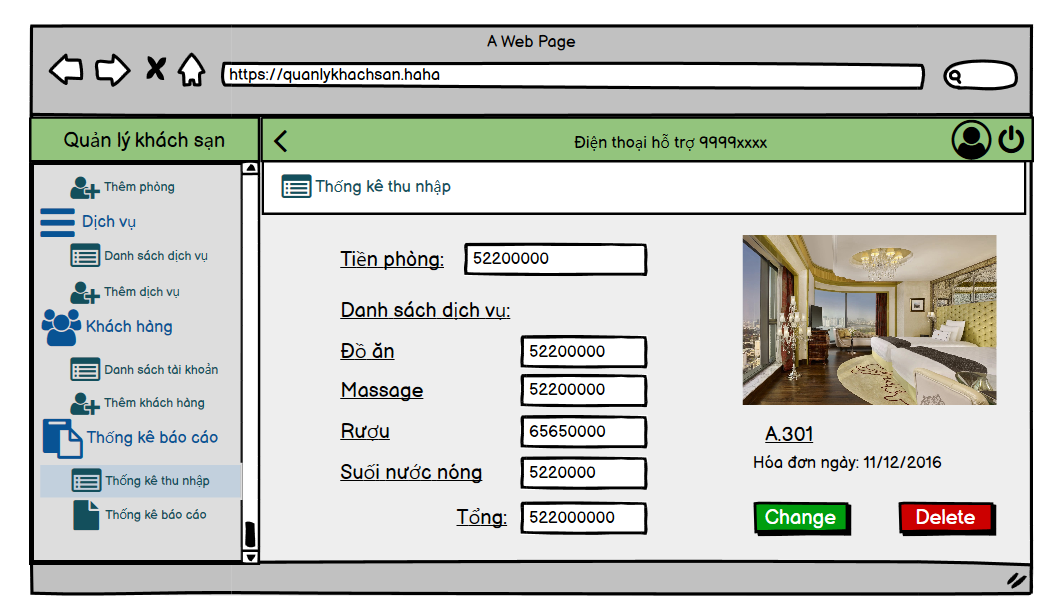 A Web Page
https://quanlykhachsan.haha
Quản lý khách sạn
Điện thoại hỗ trợ 9999xxxx
Thêm phòng
Dịch vụ
Danh sách dịch vụ
Thêm dịch vụ
Khách hàng
Danh sách tài khoản
Thêm khách hàng
Thống kê báo cáo
Thống kê thu nhập
Thống kê báo cáo
Thống kê thu nhập
Tiền phòng: 52200000
Danh sách dịch vụ:
Đồ ăn 52200000
Massage 52200000
Rượu 65650000
Suối nước nóng 5220000
Tổng: 522000000
A.301
Hóa đơn ngày: 11/12/2016
Change Delete